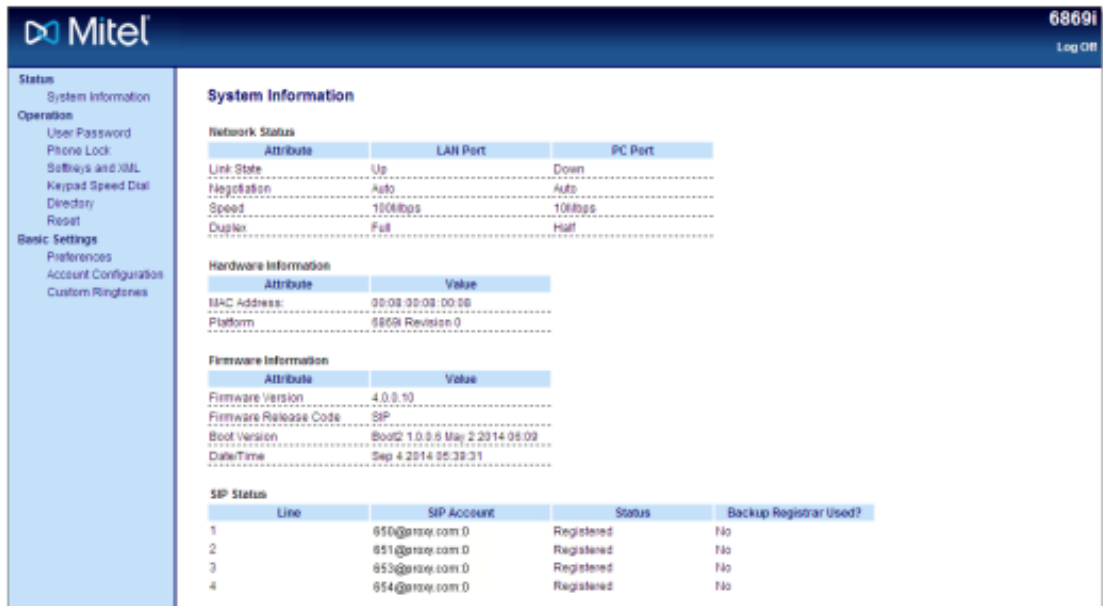 Mitel
6869i
Log Off
Status
System Information
Operation
User Password
Phone Lock
Softkeys and XML
Keypad Speed Dial
Directory
Reset
Basic Settings
Preferences
Account Configuration
Custom Ringtones
System Information
Network Status
Attribute LAN Port PC Port
Link State Up Down
Negotiation Auto Auto
Speed 100Mbps 10Mbps
Duplex Full Half
Hardware Information
Attribute Value
MAC Address: 00:08:00:08:00:08
Platform 6869i Revision 0
Firmware Information
Attribute Value
Firmware Version 4.0.0.10
Firmware Release Code SIP
Boot Version Boot2 1.0.0.6 May 2 2014 06:09
Date/Time Sep 4 2014 05:39:31
SIP Status
Line SIP Account Status Backup Registrar Used?
1 650@proxy.com:0 Registered No
2 651@proxy.com:0 Registered No
3 653@proxy.com:0 Registered No
4 654@proxy.com:0 Registered No